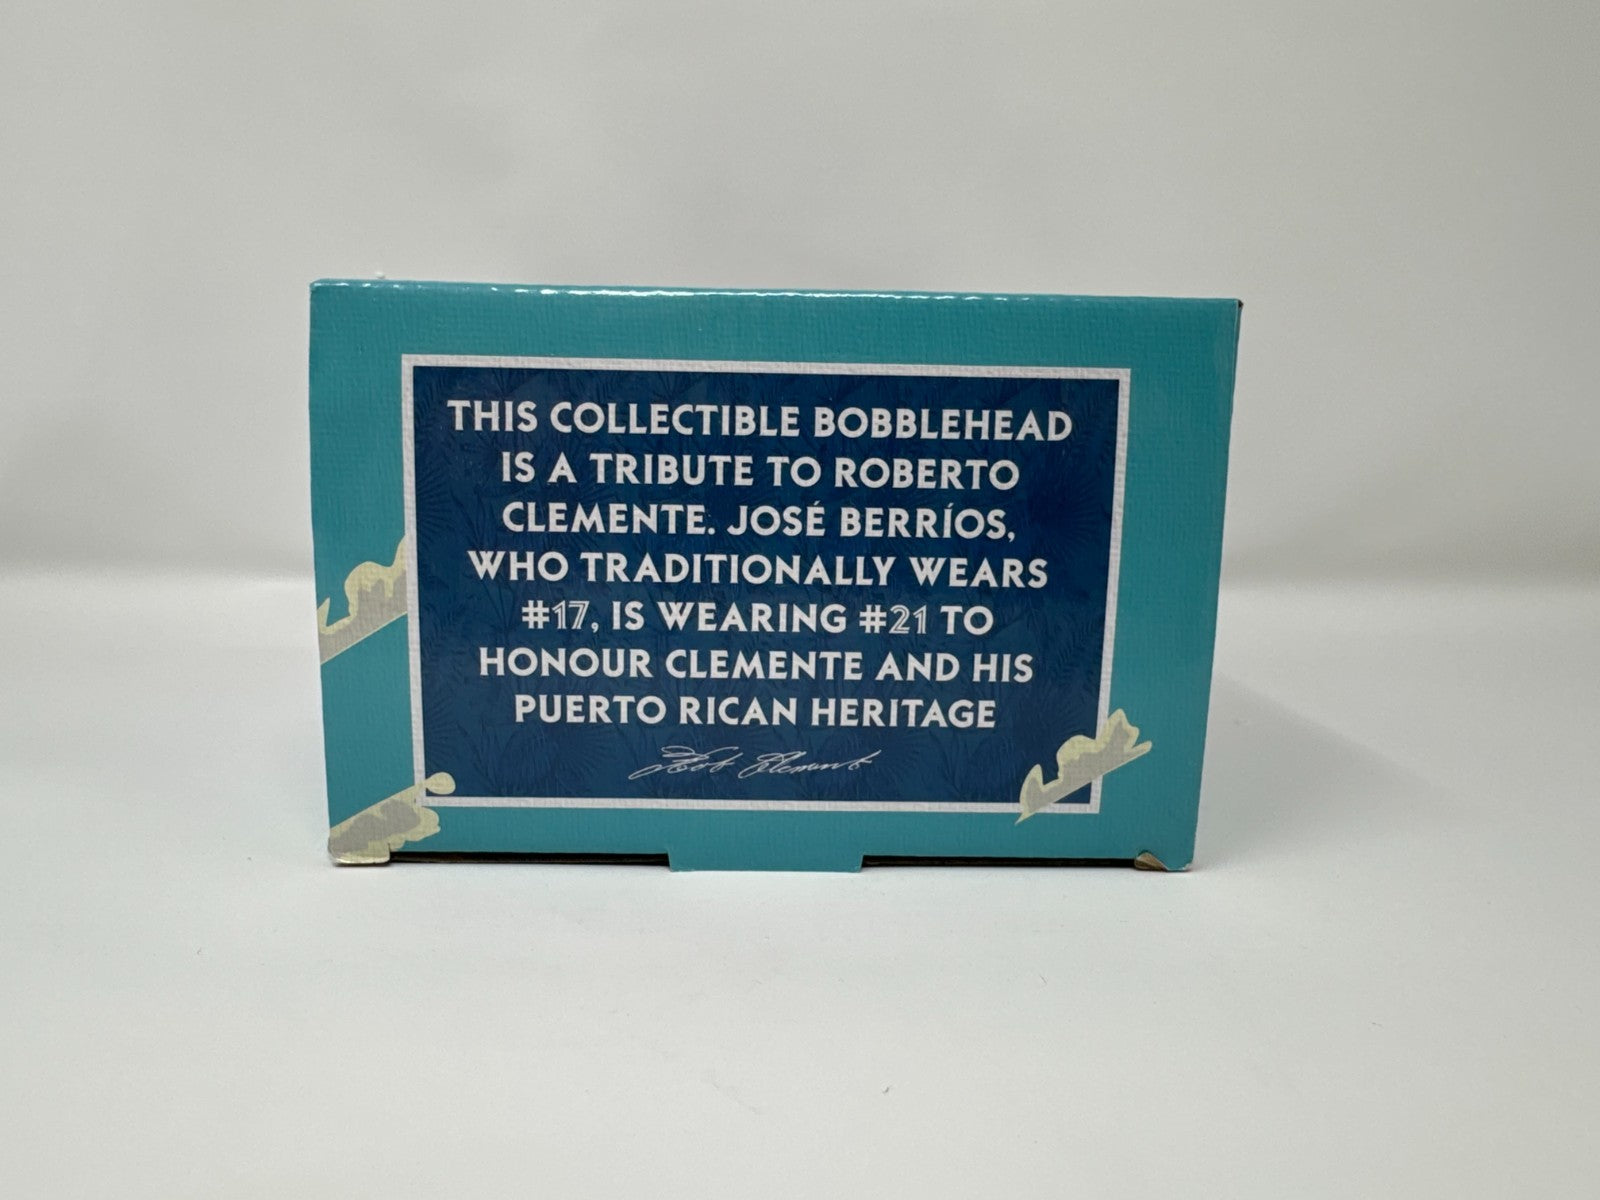 THIS COLLECTIBLE BOBBLEHEAD
IS A TRIBUTE TO ROBERTO
CLEMENTE. JOSÉ BERRÍOS,
WHO TRADITIONALLY WEARS
#17, IS WEARING #21 TO
HONOUR CLEMENTE AND HIS
PUERTO RICAN HERITAGE